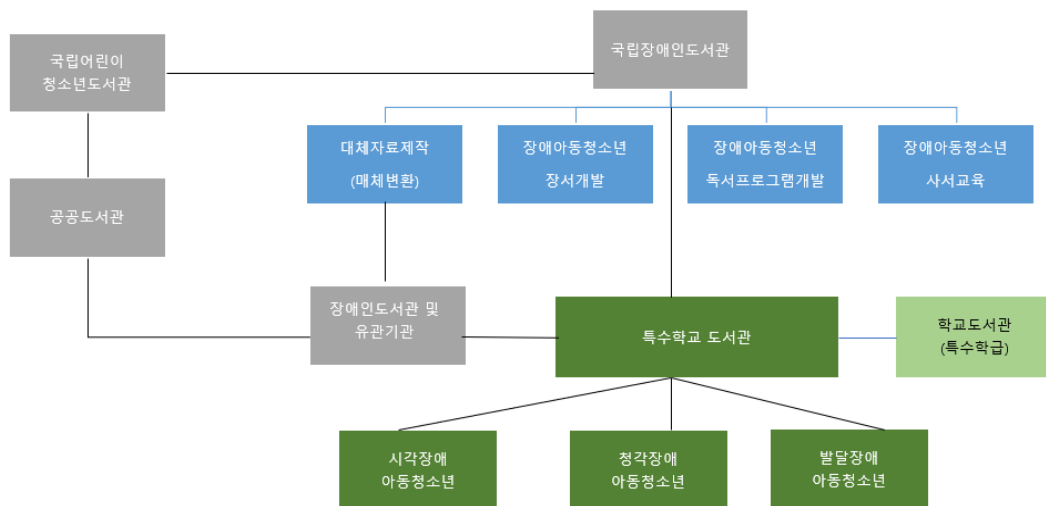 국립어린이
청소년도서관
국립장애인도서관
대체자료제작
(매체변환)
장애아동청소년
장서개발
장애아동청소년
독서프로그램개발
장애아동청소년
사서교육
공공도서관
장애인도서관 및
유관기관
특수학교 도서관
학교도서관
(특수학급)
시각장애
아동청소년
청각장애
아동청소년
발달장애
아동청소년